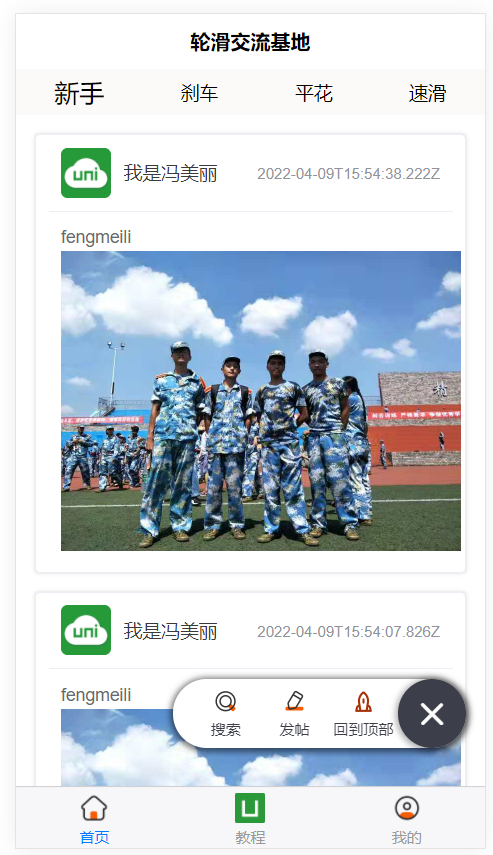 轮滑交流基地
新手 刹车 平花 速滑
uni 我是冯美丽 2022-04-09T15:54:38.222Z
fengmeili
uni 我是冯美丽 2022-04-09T15:54:07.826Z
fengmeili
搜索 发帖 回到顶部
首页 教程 我的